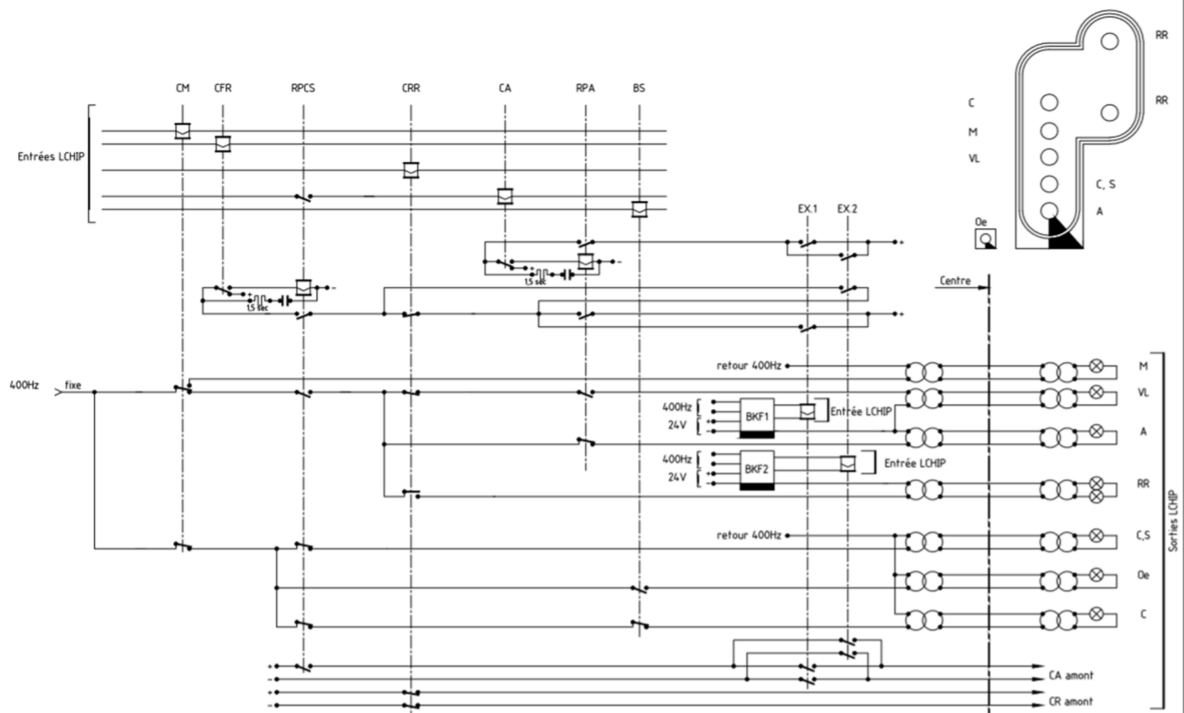 RR
CM CFR RPCS CRR CA RPA BS
C
RR
M
Entrées LCHIP
VL
C, S
EX.1 EX.2
A
Oe
+
-
1,5 sec
Centre
+ -
1,5 sec
+
retour 400Hz M
400Hz fixe
VL
400Hz
24V + - BKF1 Entrée LCHIP
A
400Hz
24V + - BKF2 Entrée LCHIP
RR
Sorties LCHIP
retour 400Hz C,S
Oe
C
+
- CA amont
+
- CR amont